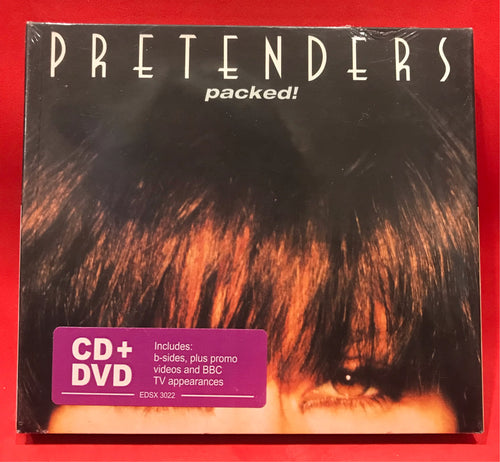 PRETENDERS
packed!
CD+
DVD
Includes:
b-sides, plus promo
videos and BBC
TV appearances
EDSX 3022